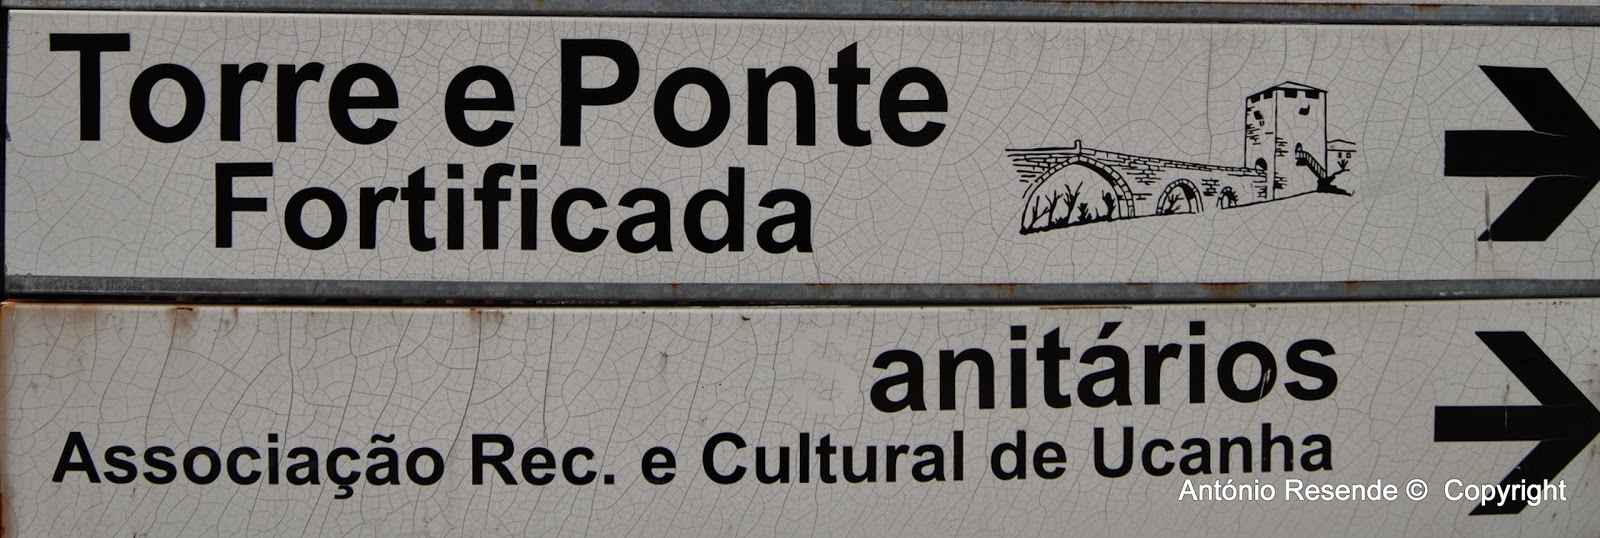 Torre e Ponte
Fortificada
anitários
Associação Rec. e Cultural de Ucanha
António Resende © Copyright